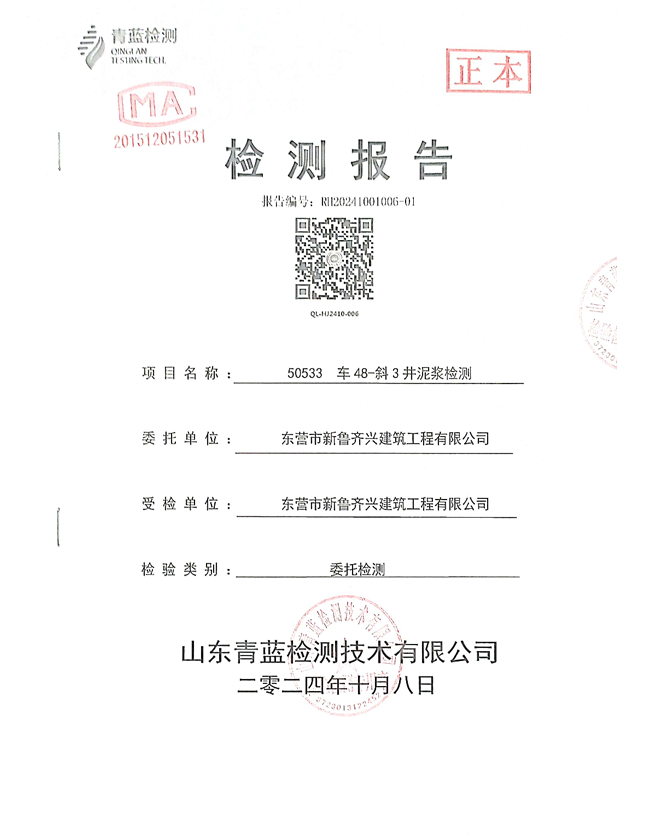 青蓝检测
QINGLAN
TESTING TECH.
正本
MA
201512051531
检测报告
报告编号：RH20241001006-01
QL-HJ2410-006
项目名称：50533 车48-斜3井泥浆检测
委托单位：东营市新鲁齐兴建筑工程有限公司
受检单位：东营市新鲁齐兴建筑工程有限公司
检验类别：委托检测
山东青蓝检测技术有限公司
二零二四年十月八日